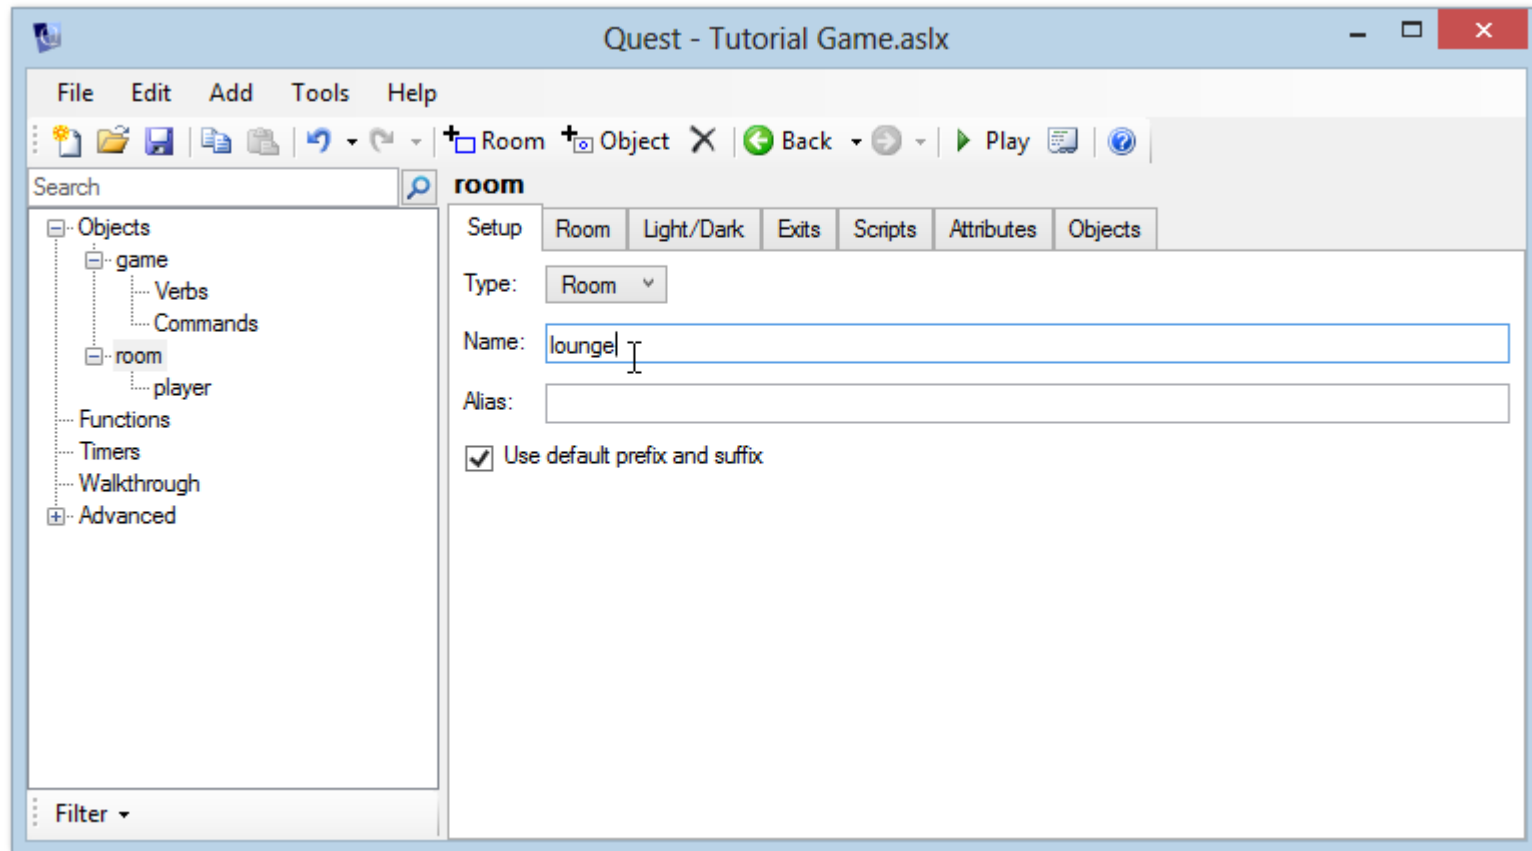 Quest - Tutorial Game.aslx
File Edit Add Tools Help
Room Object Back Play
Search
room
Objects
game
Verbs
Commands
room
player
Functions
Timers
Walkthrough
Advanced
Filter
Setup Room Light/Dark Exits Scripts Attributes Objects
Type: Room
Name: lounge
Alias:
Use default prefix and suffix